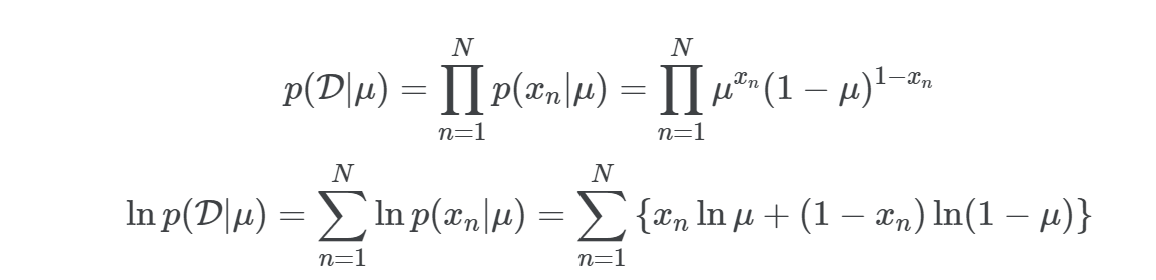 p(𝒟|μ) = ∏_{n=1}^{N} p(x_n|μ) = ∏_{n=1}^{N} μ^{x_n}(1 − μ)^{1−x_n}
ln p(𝒟|μ) = ∑_{n=1}^{N} ln p(x_n|μ) = ∑_{n=1}^{N} {x_n ln μ + (1 − x_n) ln(1 − μ)}